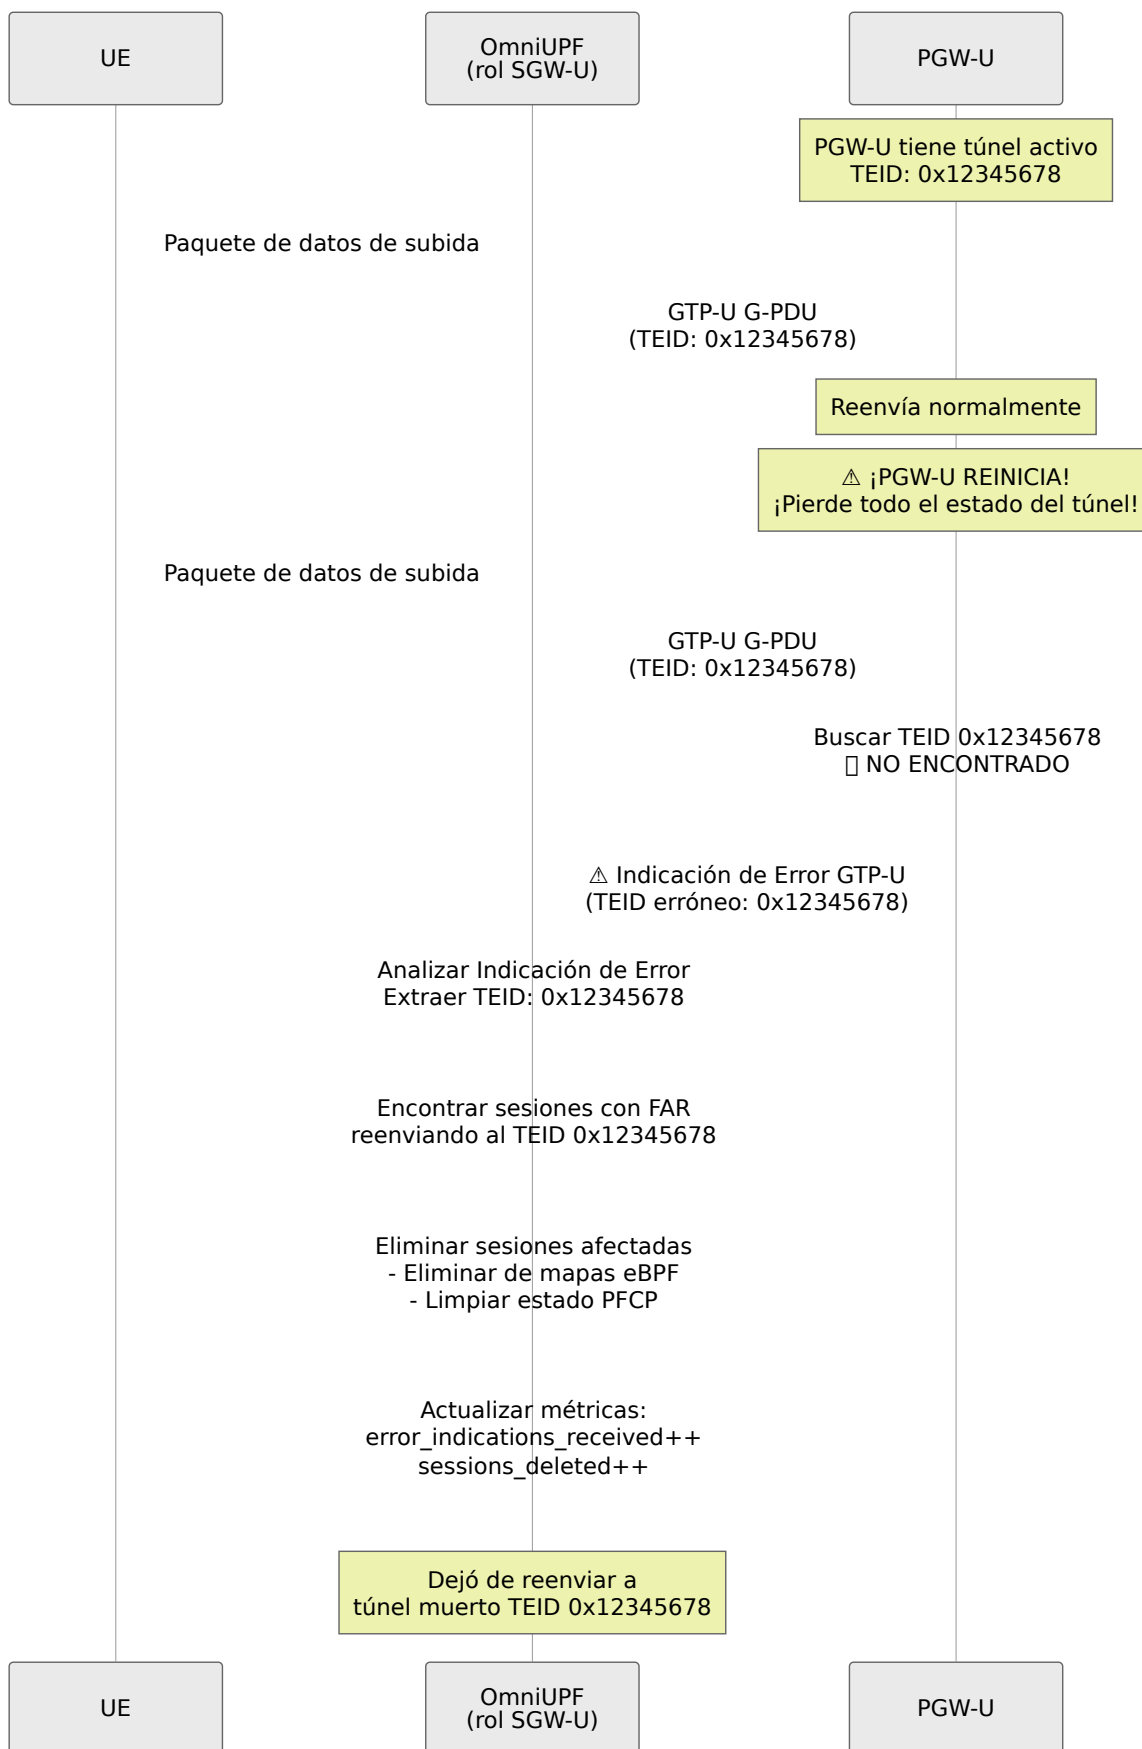 UE
OmniUPF
(rol SGW-U)
PGW-U
PGW-U tiene túnel activo
TEID: 0x12345678
Paquete de datos de subida
GTP-U G-PDU
(TEID: 0x12345678)
Reenvía normalmente
⚠ ¡PGW-U REINICIA!
¡Pierde todo el estado del túnel!
Paquete de datos de subida
GTP-U G-PDU
(TEID: 0x12345678)
Buscar TEID 0x12345678
NO ENCONTRADO
⚠ Indicación de Error GTP-U
(TEID erróneo: 0x12345678)
Analizar Indicación de Error
Extraer TEID: 0x12345678
Encontrar sesiones con FAR
reenviando al TEID 0x12345678
Eliminar sesiones afectadas
- Eliminar de mapas eBPF
- Limpiar estado PFCP
Actualizar métricas:
error_indications_received++
sessions_deleted++
Dejó de reenviar a
túnel muerto TEID 0x12345678
UE
OmniUPF
(rol SGW-U)
PGW-U